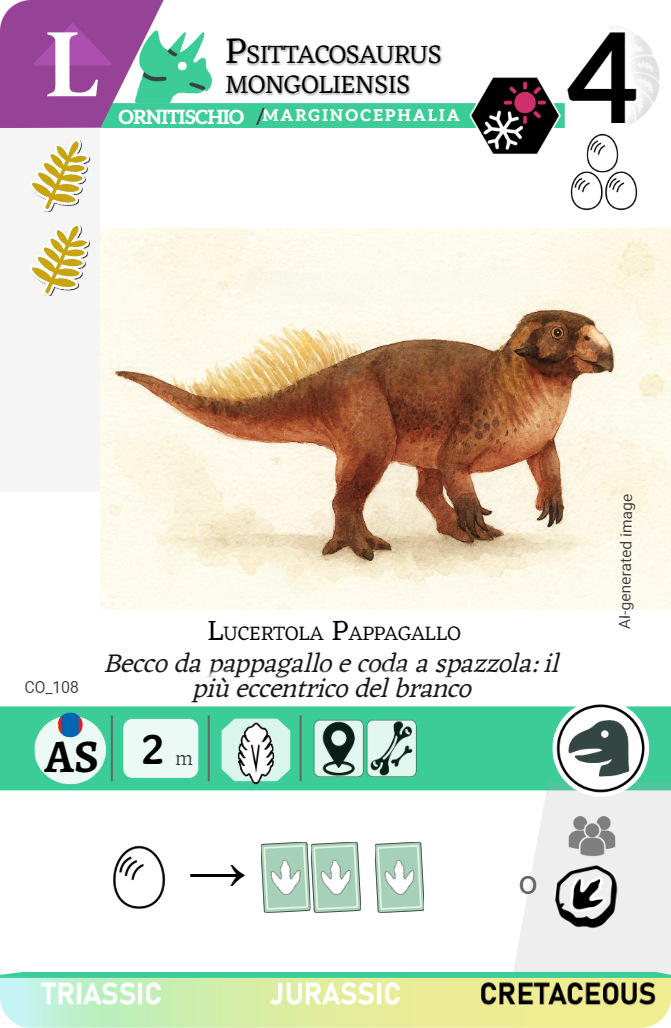 L
PSITTACOSAURUS
MONGOLIENSIS
4
ORNITISCHIO /MARGINOCEPHALIA
AI-generated image
LUCERTOLA PAPPAGALLO
Becco da pappagallo e coda a spazzola: il
più eccentrico del branco
CO_108
AS
2 m
O
TRIASSIC JURASSIC CRETACEOUS